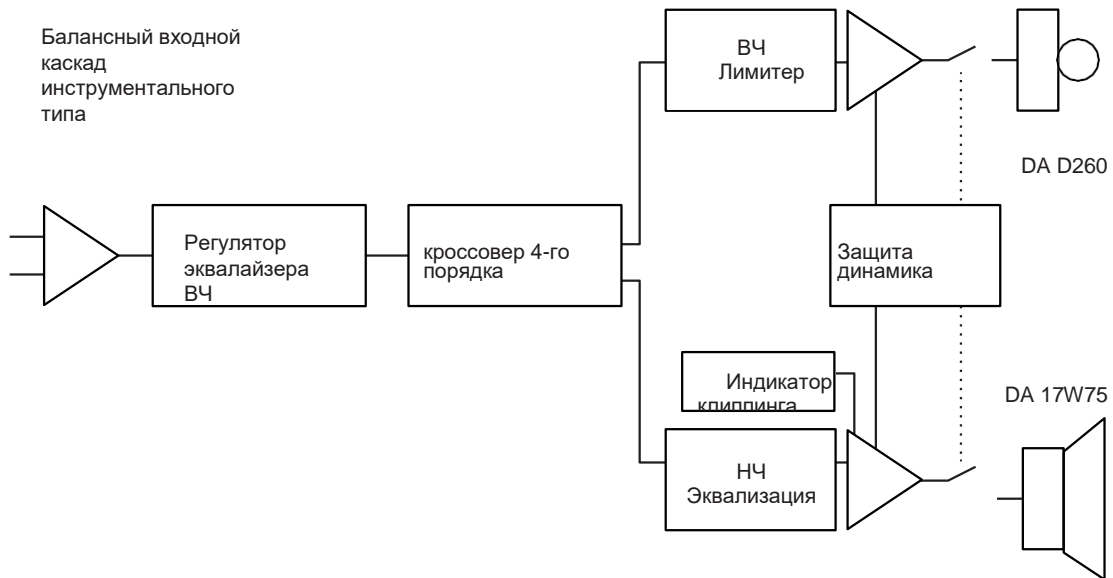 Балансный входной
каскад
инструментального
типа
ВЧ
Лимитер
DA D260
Регулятор
эквалайзера
ВЧ
кроссовер 4-го
порядка
Защита
динамика
Индикатор
клиппинга
DA 17W75
НЧ
Эквализация